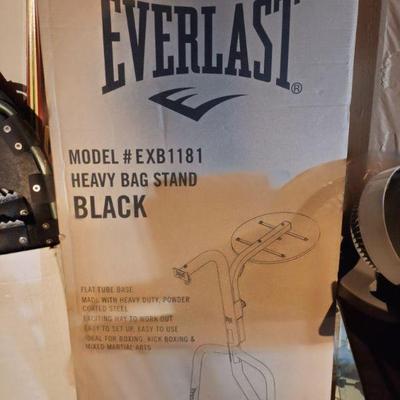 EVERLAST®
MODEL # EXB1181
HEAVY BAG STAND
BLACK
FLAT TUBE BASE
MADE WITH HEAVY DUTY, POWDER
COATED STEEL
EXCITING WAY TO WORK OUT
EASY TO SET UP, EASY TO USE
IDEAL FOR BOXING, KICK BOXING &
MIXED MARTIAL ARTS